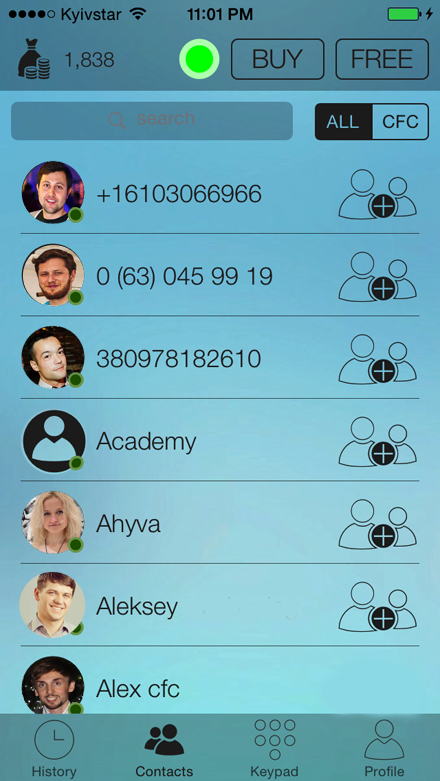 Kyivstar 11:01 PM
1,838 BUY FREE
search ALL CFC
+16103066966
0 (63) 045 99 19
380978182610
Academy
Ahyva
Aleksey
Alex cfc
History Contacts Keypad Profile